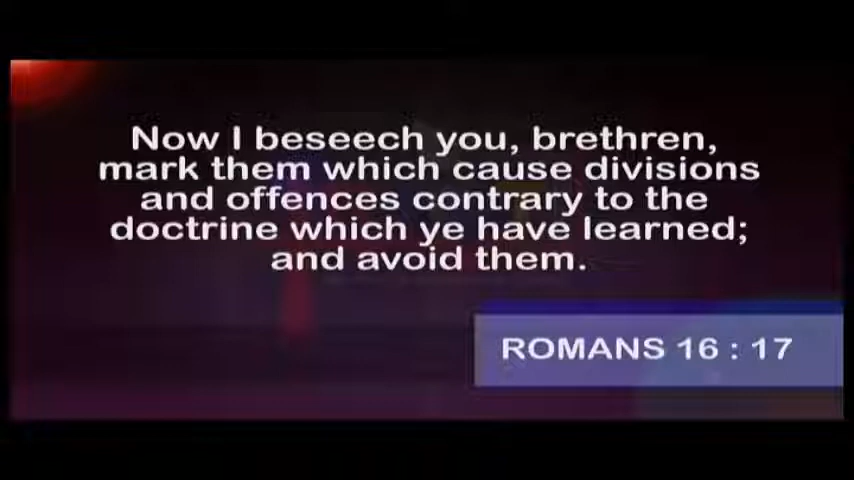 Now I beseech you, brethren,
mark them which cause divisions
and offences contrary to the
doctrine which ye have learned;
and avoid them.
ROMANS 16 : 17